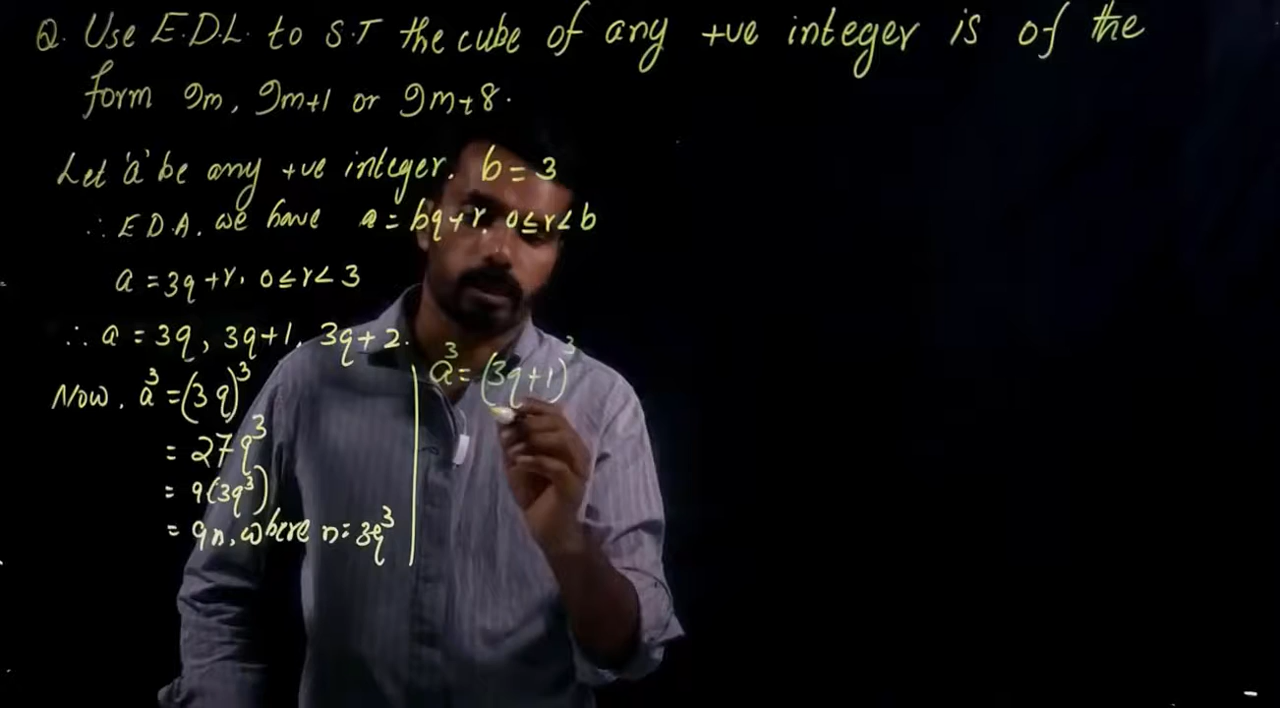 Q. Use E.D.L. to S.T the cube of any +ve integer is of the
form 9m, 9m+1 or 9m+8.
Let 'a' be any +ve integer. b = 3
∴ E D A. we have a = bq+r, 0≤r<b
a = 3q +r, 0≤r<3
∴ a = 3q, 3q+1, 3q+2.
Now, a³ = (3q)³
= 27q³
= 9(3q³)
= 9n, where n = 3q³
a³ = (3q+1)³